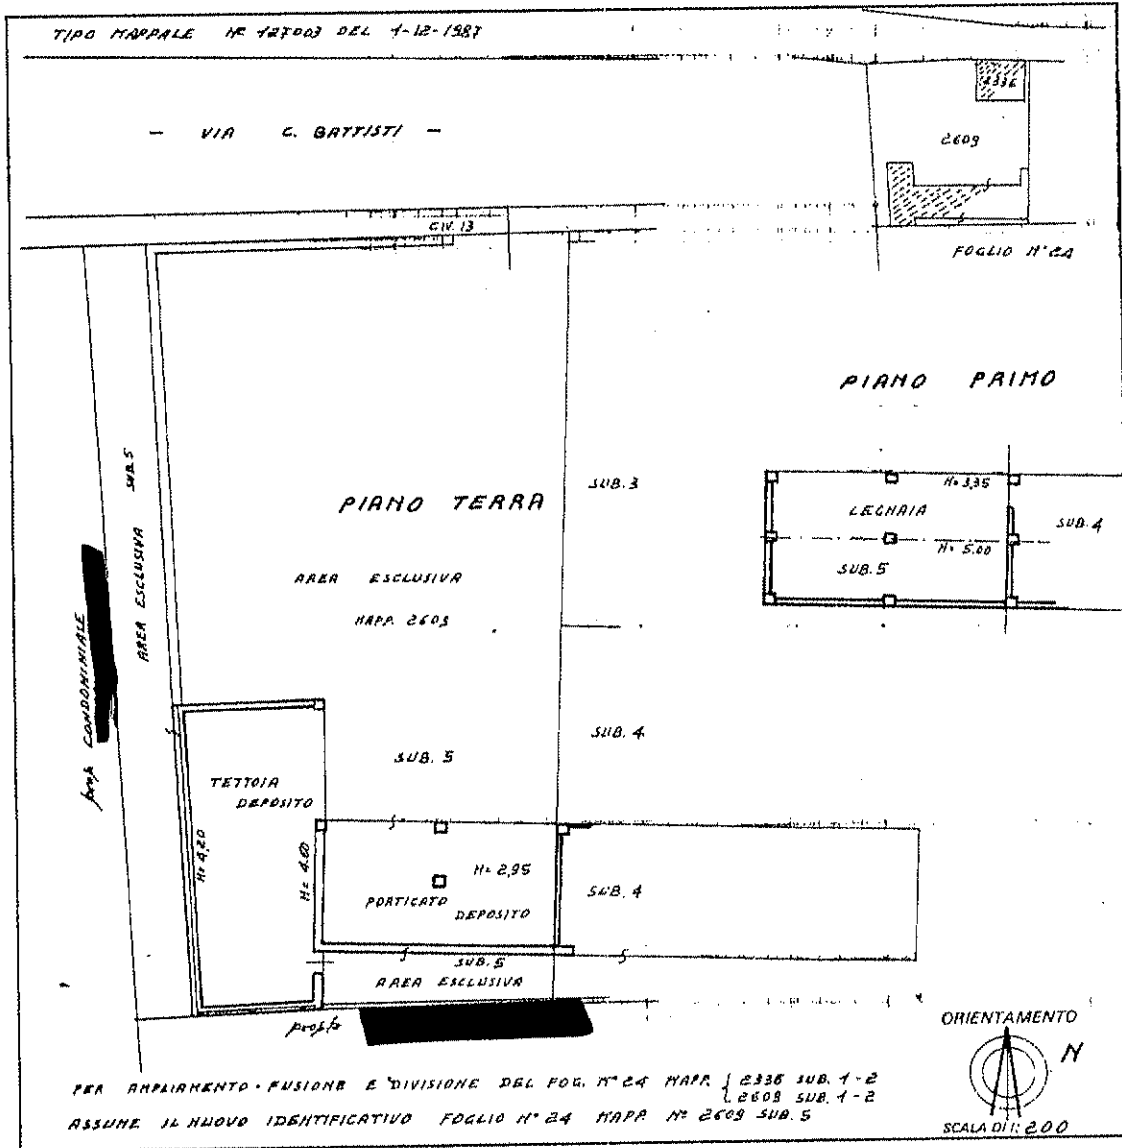 TIPO MAPPALE N° 127003 DEL 1-12-1987
- VIA C. BATTISTI -
2336
2609
CIV. 13
FOGLIO N° 24
PIANO PRIMO
SUB. 5
AREA ESCLUSIVA
SUB. 3
H= 3,35
LEGNAIA
SUB. 4
H= 5.00
SUB. 5
PIANO TERRA
AREA ESCLUSIVA
MAPP. 2609
prop. CONDOMINIALE
SUB. 4
SUB. 5
TETTOIA
DEPOSITO
H= 4,20
H= 4.60
H= 2,95
PORTICATO
DEPOSITO
SUB. 4
SUB. 5
AREA ESCLUSIVA
ORIENTAMENTO
N
PER AMPLIAMENTO - FUSIONE E DIVISIONE DEL FOG. N° 24 MAPP. { 2336 SUB. 1-2
{ 2609 SUB. 1-2
ASSUME IL NUOVO IDENTIFICATIVO FOGLIO N° 24 MAPP. N° 2609 SUB. 5
SCALA DI 1: 200